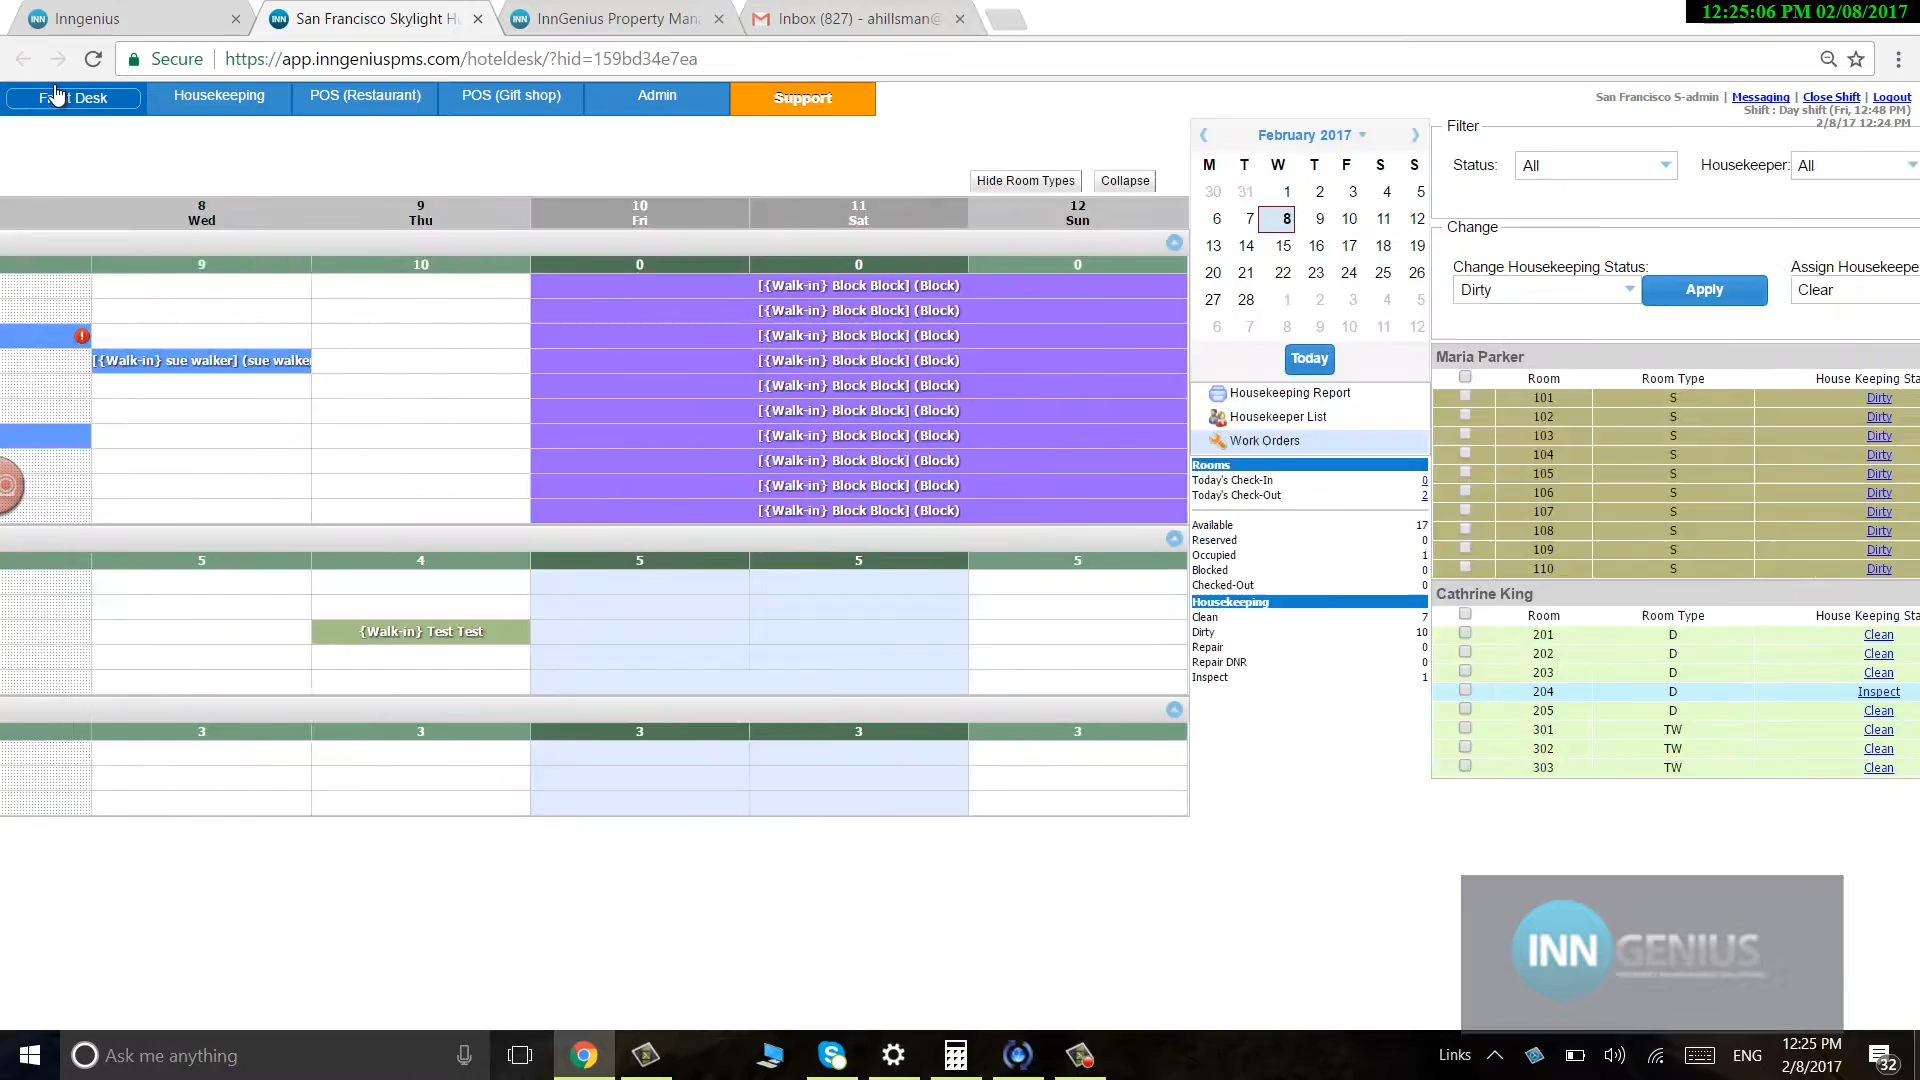 Inngenius
San Francisco Skylight H
InnGenius Property Man
Inbox (827) - ahillsman@
12:25:06 PM 02/08/2017
Secure
https://app.inngeniuspms.com/hoteldesk/?hid=159bd34e7ea
Desk
Housekeeping
POS (Restaurant)
POS (Gift shop)
Admin
Support
San Francisco S-admin | Messaging | Close Shift | Logout
Shift : Day shift (Fri, 12:48 PM)
2/8/17 12:24 PM
Hide Room Types
Collapse
8 9 10 11 12
Wed Thu Fri Sat Sun
9 10 0 0 0
[{Walk-in} Block Block] (Block)
[{Walk-in} Block Block] (Block)
[{Walk-in} Block Block] (Block)
[{Walk-in} sue walker] (sue walke
[{Walk-in} Block Block] (Block)
[{Walk-in} Block Block] (Block)
[{Walk-in} Block Block] (Block)
[{Walk-in} Block Block] (Block)
[{Walk-in} Block Block] (Block)
[{Walk-in} Block Block] (Block)
[{Walk-in} Block Block] (Block)
5 4 5 5 5
{Walk-in} Test Test
3 3 3 3 3
February 2017
M T W T F S S
30 31 1 2 3 4 5
6 7 8 9 10 11 12
13 14 15 16 17 18 19
20 21 22 23 24 25 26
27 28 1 2 3 4 5
6 7 8 9 10 11 12
Today
Housekeeping Report
Housekeeper List
Work Orders
Rooms
Today's Check-In 0
Today's Check-Out 2
Available 17
Reserved 0
Occupied 1
Blocked 0
Checked-Out 0
Housekeeping
Clean 7
Dirty 10
Repair 0
Repair DNR 0
Inspect 1
Filter
Status: All Housekeeper: All
Change
Change Housekeeping Status: Assign Housekeepe
Dirty Apply Clear
Maria Parker
Room Room Type House Keeping Sta
101 S Dirty
102 S Dirty
103 S Dirty
104 S Dirty
105 S Dirty
106 S Dirty
107 S Dirty
108 S Dirty
109 S Dirty
110 S Dirty
Cathrine King
Room Room Type House Keeping Sta
201 D Clean
202 D Clean
203 D Clean
204 D Inspect
205 D Clean
301 TW Clean
302 TW Clean
303 TW Clean
INNGENIUS
Ask me anything
Links
ENG
12:25 PM
2/8/2017
32